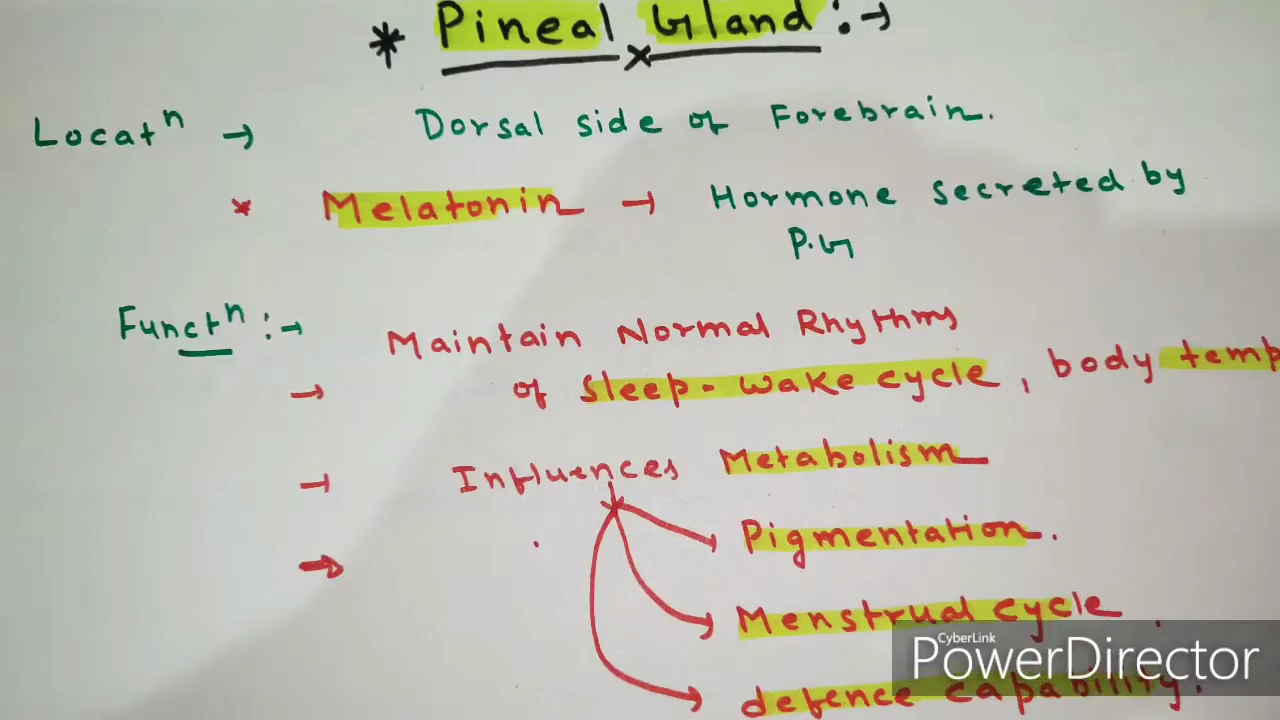 * Pineal Gland :→
Locatⁿ → Dorsal side of Forebrain.
* Melatonin → Hormone secreted by
P.G
Functⁿ :→ Maintain Normal Rhythms
→ of sleep-wake cycle, body temp
→ Influences Metabolism
→ Pigmentation.
Menstrual cycle.
defence capability.
CyberLink
PowerDirector